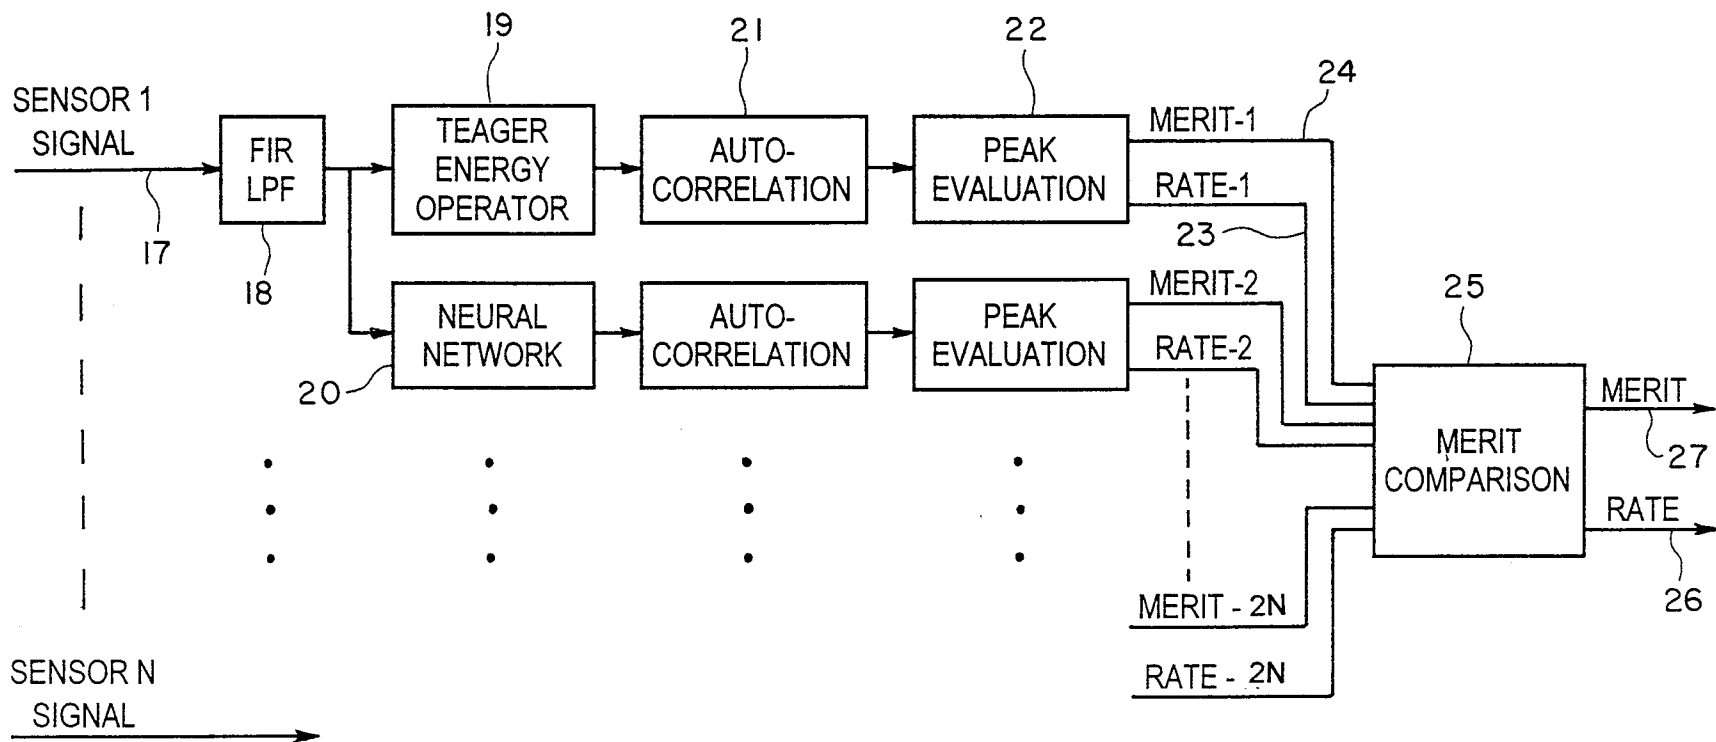 19
21
22
24
SENSOR 1
SIGNAL
17
FIR
LPF
18
TEAGER
ENERGY
OPERATOR
AUTO-
CORRELATION
PEAK
EVALUATION
MERIT-1
RATE-1
23
NEURAL
NETWORK
20
AUTO-
CORRELATION
PEAK
EVALUATION
MERIT-2
RATE-2
25
MERIT
COMPARISON
MERIT
27
RATE
26
MERIT - 2N
RATE - 2N
SENSOR N
SIGNAL